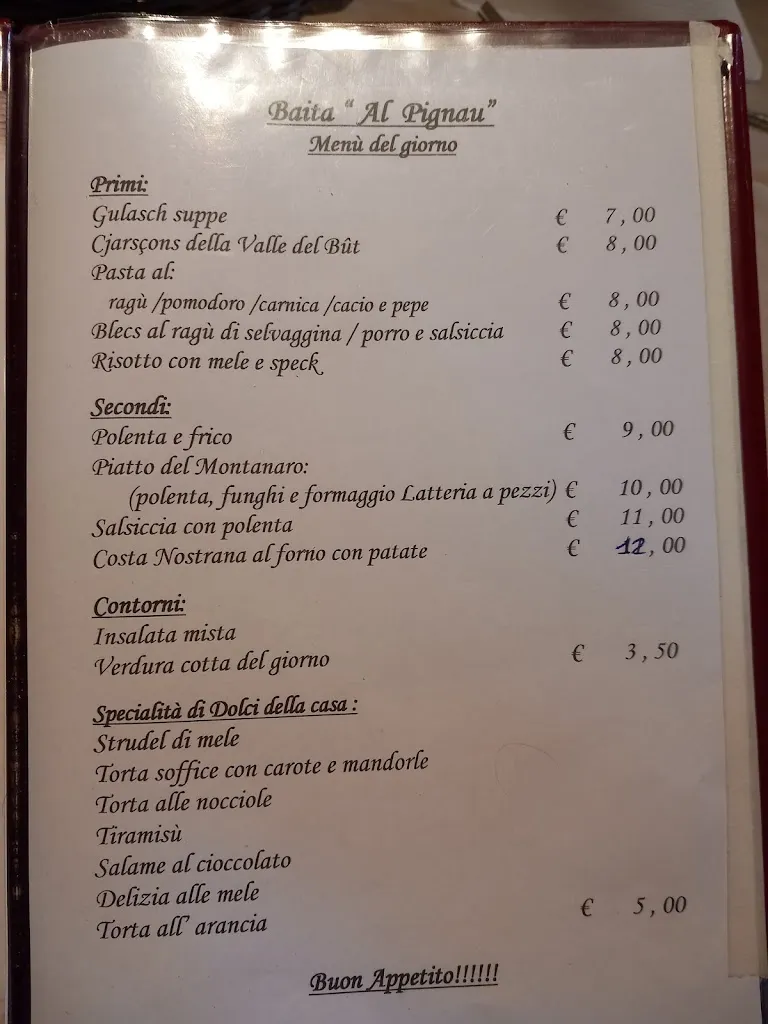 Baita " Al Pignau"
Menù del giorno
Primi:
Gulasch suppe € 7,00
Cjarsçons della Valle del Bût € 8,00
Pasta al:
ragù /pomodoro /carnica /cacio e pepe € 8,00
Blecs al ragù di selvaggina / porro e salsiccia € 8,00
Risotto con mele e speck € 8,00
Secondi:
Polenta e frico € 9,00
Piatto del Montanaro:
(polenta, funghi e formaggio Latteria a pezzi) € 10,00
Salsiccia con polenta € 11,00
Costa Nostrana al forno con patate € 12,00
Contorni:
Insalata mista
Verdura cotta del giorno € 3,50
Specialità di Dolci della casa :
Strudel di mele
Torta soffice con carote e mandorle
Torta alle nocciole
Tiramisù
Salame al cioccolato
Delizia alle mele
Torta all' arancia € 5,00
Buon Appetito!!!!!!